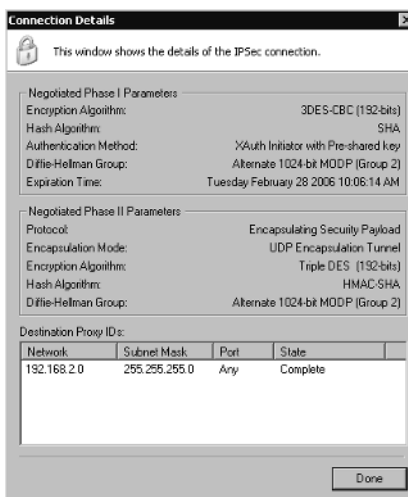 Connection Details
This window shows the details of the IPSec connection.
Negotiated Phase I Parameters
Encryption Algorithm: 3DES-CBC (192-bits)
Hash Algorithm: SHA
Authentication Method: XAuth Initiator with Pre-shared key
Diffie-Hellman Group: Alternate 1024-bit MODP (Group 2)
Expiration Time: Tuesday February 28 2006 10:06:14 AM
Negotiated Phase II Parameters
Protocol: Encapsulating Security Payload
Encapsulation Mode: UDP Encapsulation Tunnel
Encryption Algorithm: Triple DES (192-bits)
Hash Algorithm: HMAC-SHA
Diffie-Hellman Group: Alternate 1024-bit MODP (Group 2)
Destination Proxy IDs:
Network Subnet Mask Port State
192.168.2.0 255.255.255.0 Any Complete
Done